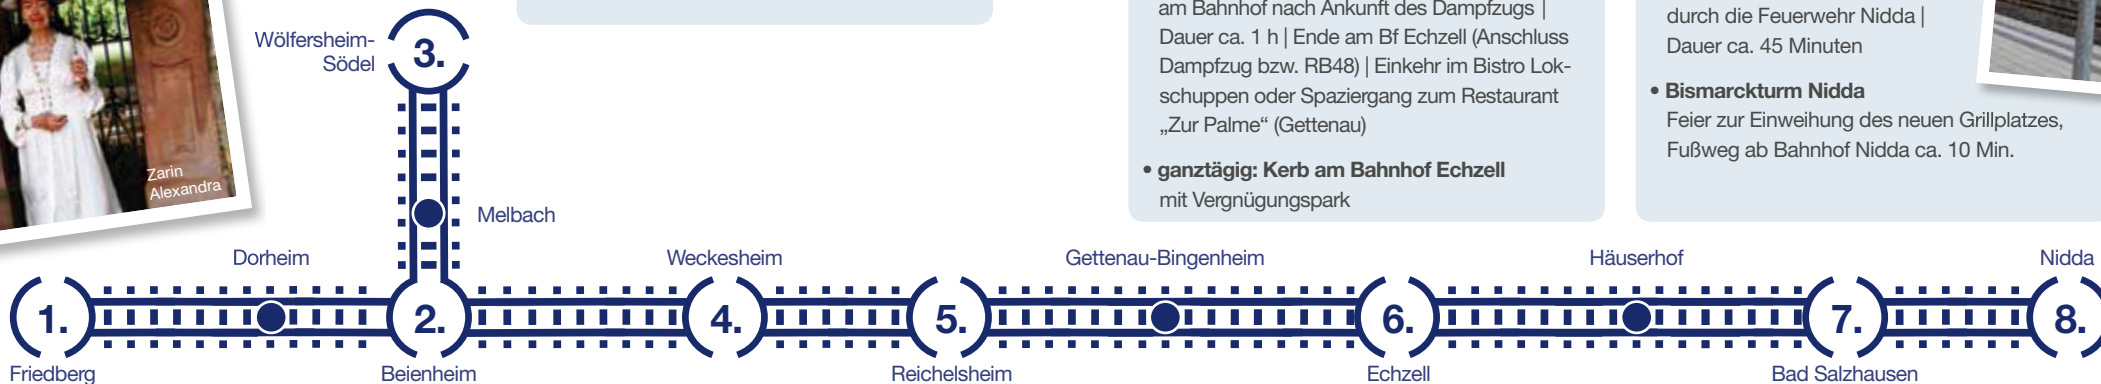 Zarin
Alexandra
am Bahnhof nach Ankunft des Dampfzugs |
Dauer ca. 1 h | Ende am Bf Echzell (Anschluss
Dampfzug bzw. RB48) | Einkehr im Bistro Lok-
schuppen oder Spaziergang zum Restaurant
„Zur Palme“ (Gettenau)
• ganztägig: Kerb am Bahnhof Echzell
mit Vergnügungspark
durch die Feuerwehr Nidda |
Dauer ca. 45 Minuten
• Bismarckturm Nidda
Feier zur Einweihung des neuen Grillplatzes,
Fußweg ab Bahnhof Nidda ca. 10 Min.
Wölfersheim-
Södel
3.
Melbach
Dorheim
Weckesheim
Gettenau-Bingenheim
Häuserhof
Nidda
1.
2.
4.
5.
6.
7.
8.
Friedberg
Beienheim
Reichelsheim
Echzell
Bad Salzhausen